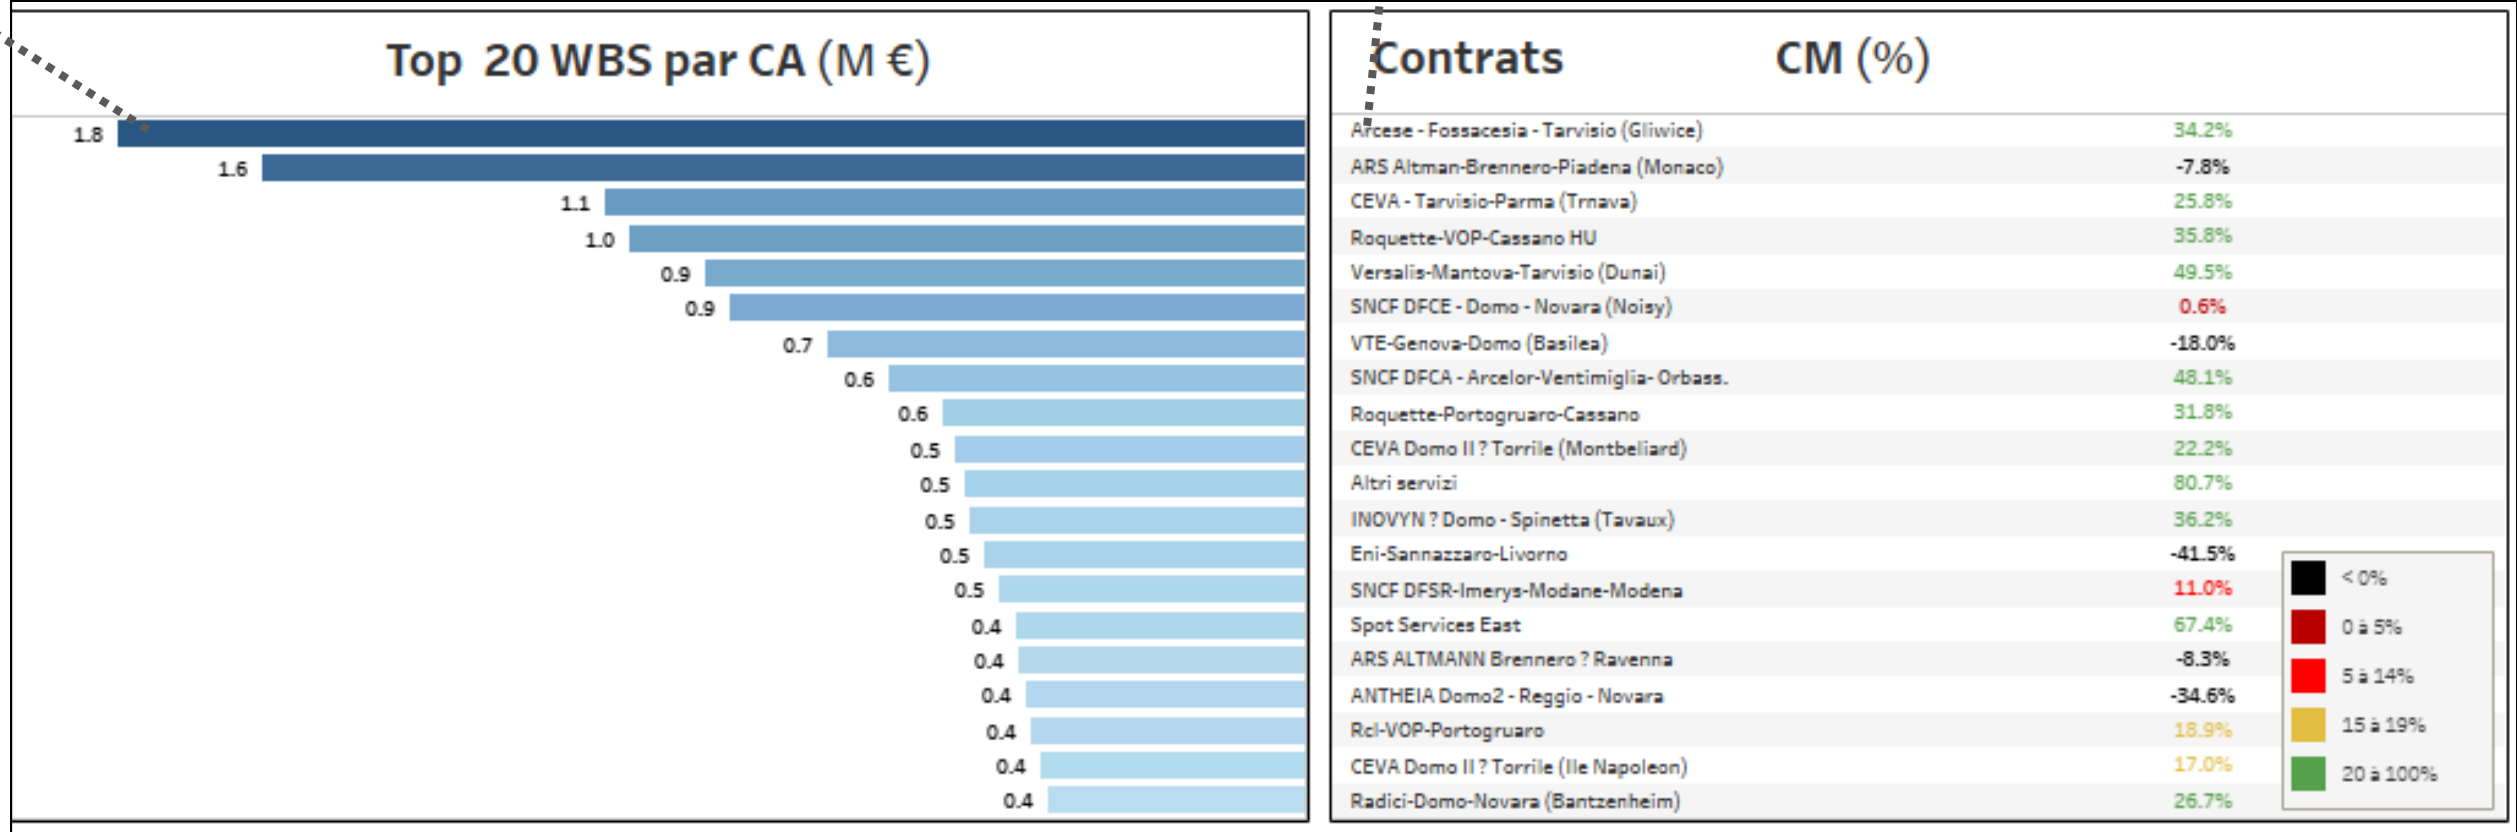 Top 20 WBS par CA (M €)
Contrats CM (%)
1.8 Arcese - Fossacesia - Tarvisio (Gliwice) 34.2%
1.6 ARS Altman-Brennero-Piadena (Monaco) -7.8%
1.1 CEVA - Tarvisio-Parma (Trnava) 25.8%
1.0 Roquette-VOP-Cassano HU 35.8%
0.9 Versalis-Mantova-Tarvisio (Dunai) 49.5%
0.9 SNCF DFCE - Domo - Novara (Noisy) 0.6%
0.7 VTE-Genova-Domo (Basilea) -18.0%
0.6 SNCF DFCA - Arcelor-Ventimiglia- Orbass. 48.1%
0.6 Roquette-Portogruaro-Cassano 31.8%
0.5 CEVA Domo II ? Torrile (Montbeliard) 22.2%
0.5 Altri servizi 80.7%
0.5 INOVYN ? Domo - Spinetta (Tavaux) 36.2%
0.5 Eni-Sannazzaro-Livorno -41.5%
0.5 SNCF DFSR-Imerys-Modane-Modena 11.0%
0.4 Spot Services East 67.4%
0.4 ARS ALTMANN Brennero ? Ravenna -8.3%
0.4 ANTHEIA Domo2 - Reggio - Novara -34.6%
0.4 Rcl-VOP-Portogruaro 18.9%
0.4 CEVA Domo II ? Torrile (Ile Napoleon) 17.0%
0.4 Radici-Domo-Novara (Bantzenheim) 26.7%
< 0%
0 à 5%
5 à 14%
15 à 19%
20 à 100%